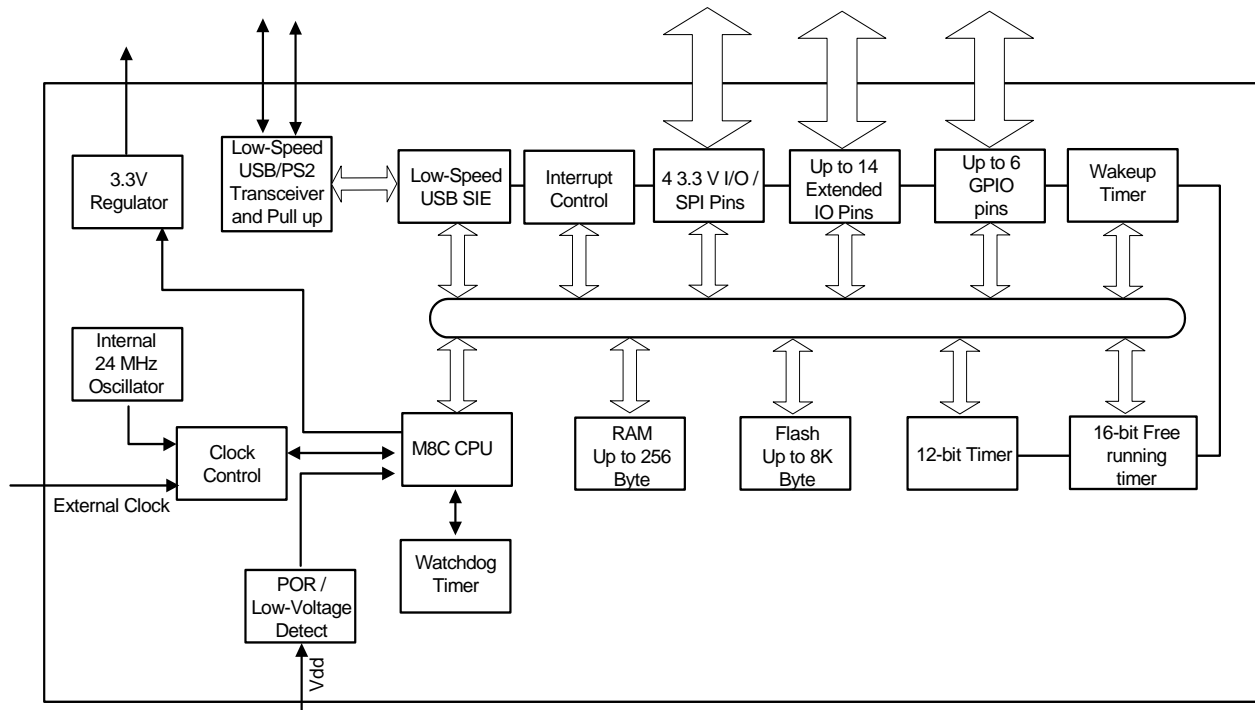 3.3V
Regulator
Low-Speed
USB/PS2
Transceiver
and Pull up
Low-Speed
USB SIE
Interrupt
Control
4 3.3 V I/O /
SPI Pins
Up to 14
Extended
IO Pins
Up to 6
GPIO
pins
Wakeup
Timer
Internal
24 MHz
Oscillator
Clock
Control
External Clock
M8C CPU
RAM
Up to 256
Byte
Flash
Up to 8K
Byte
12-bit Timer
16-bit Free
running
timer
Watchdog
Timer
POR /
Low-Voltage
Detect
Vdd